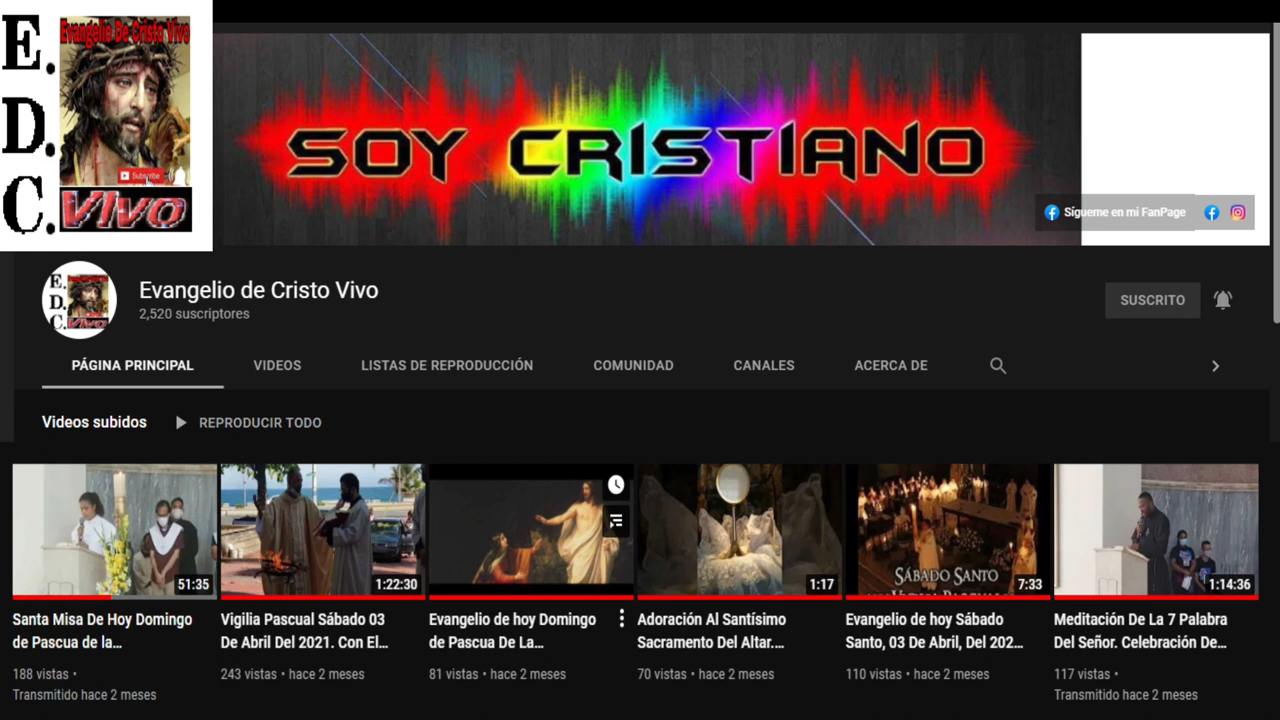 E.
D.
C.
Evangelio De Cristo Vivo
Subscribe
Vivo
SOY CRISTIANO
Sígueme en mi FanPage
E.
D.
C.
Vivo
Evangelio de Cristo Vivo
2,520 suscriptores
SUSCRITO
PÁGINA PRINCIPAL
VIDEOS
LISTAS DE REPRODUCCIÓN
COMUNIDAD
CANALES
ACERCA DE
Videos subidos
REPRODUCIR TODO
51:35
Santa Misa De Hoy Domingo
de Pascua de la...
188 vistas •
Transmitido hace 2 meses
1:22:30
Vigilia Pascual Sábado 03
De Abril Del 2021. Con El...
243 vistas • hace 2 meses
Evangelio de hoy Domingo
de Pascua De La...
81 vistas • hace 2 meses
1:17
Adoración Al Santísimo
Sacramento Del Altar....
70 vistas • hace 2 meses
SÁBADO SANTO
7:33
Evangelio de hoy Sábado
Santo, 03 De Abril, Del 202...
110 vistas • hace 2 meses
1:14:36
Meditación De La 7 Palabra
Del Señor. Celebración De...
117 vistas •
Transmitido hace 2 meses